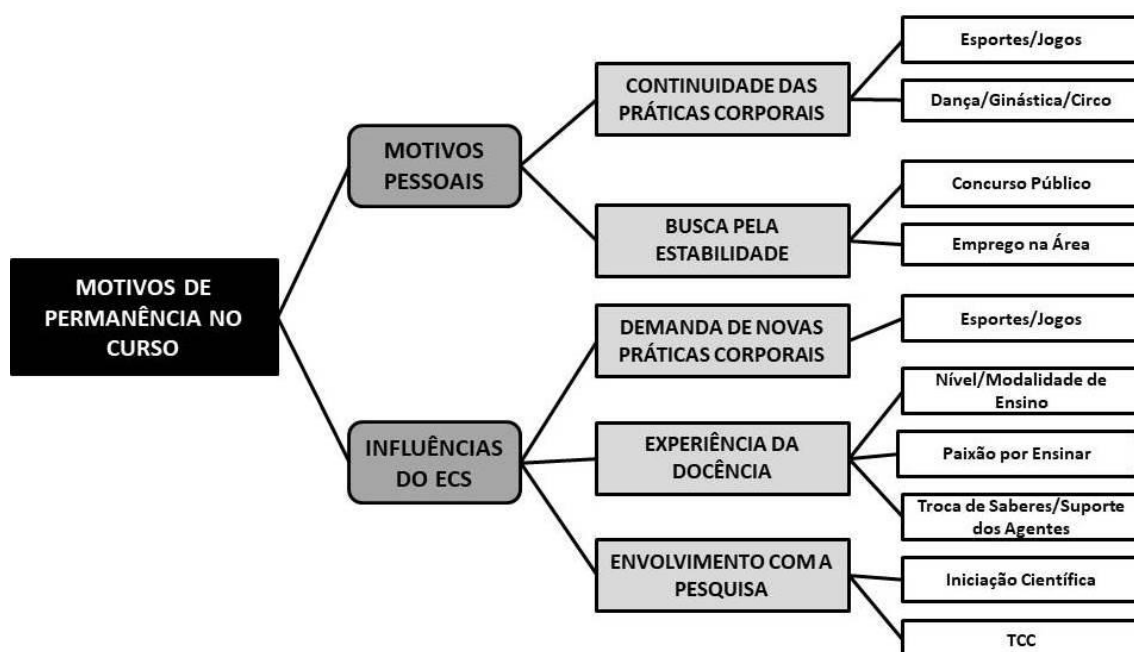 MOTIVOS DE
PERMANÊNCIA NO
CURSO
MOTIVOS
PESSOAIS
CONTINUIDADE DAS
PRÁTICAS CORPORAIS
Esportes/Jogos
Dança/Ginástica/Circo
BUSCA PELA
ESTABILIDADE
Concurso Público
Emprego na Área
INFLUÊNCIAS
DO ECS
DEMANDA DE NOVAS
PRÁTICAS CORPORAIS
Esportes/Jogos
EXPERIÊNCIA DA
DOCÊNCIA
Nível/Modalidade de
Ensino
Paixão por Ensinar
Troca de Saberes/Suporte
dos Agentes
ENVOLVIMENTO COM A
PESQUISA
Iniciação Científica
TCC